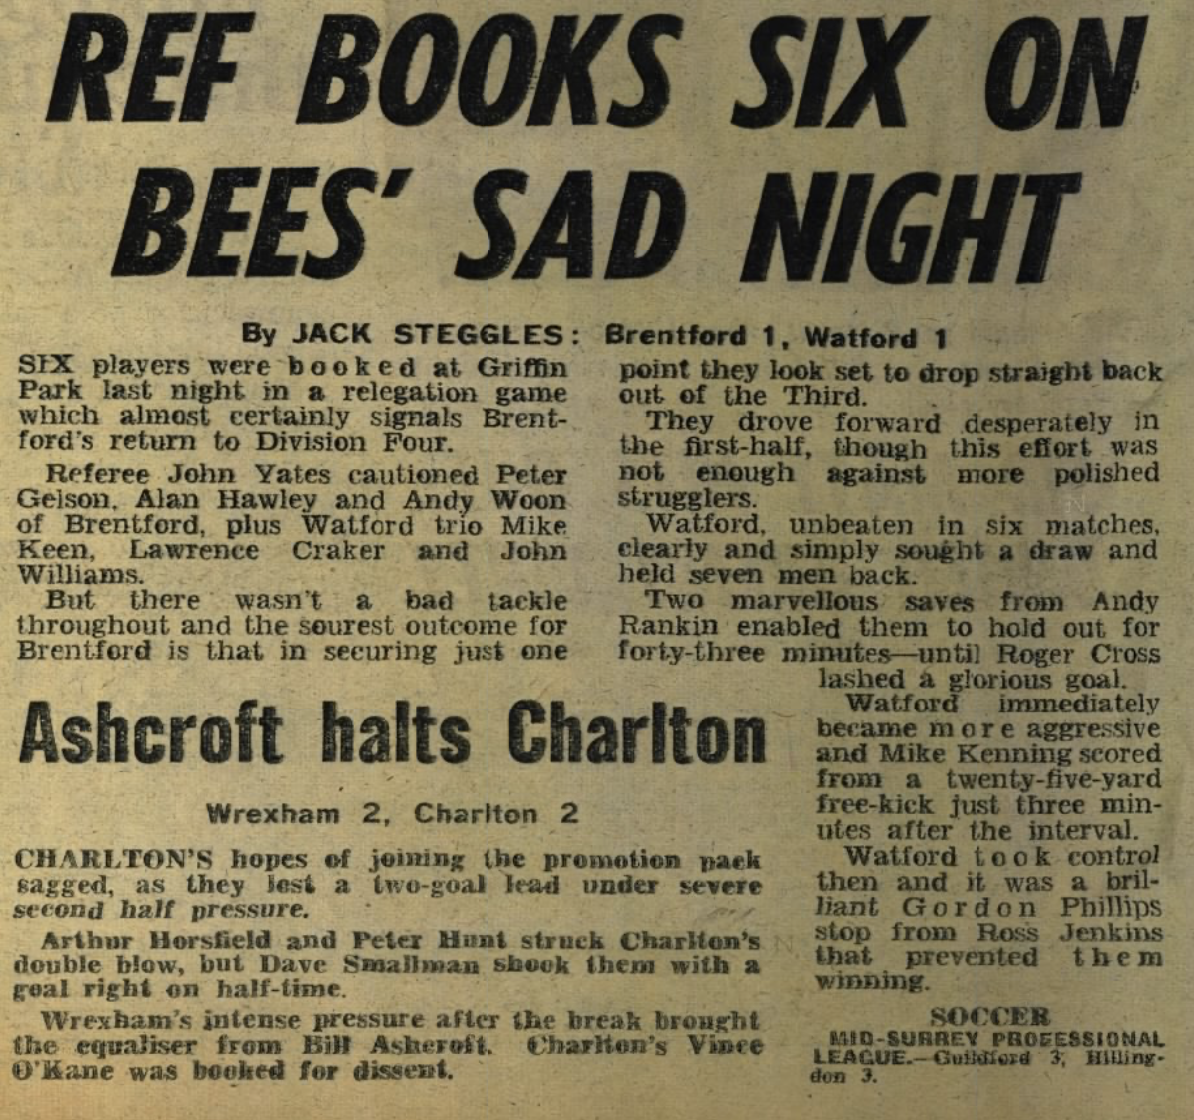 REF BOOKS SIX ON
BEES' SAD NIGHT
By JACK STEGGLES: Brentford 1, Watford 1
SIX players were booked at Griffin
Park last night in a relegation game
which almost certainly signals Brent-
ford's return to Division Four.
Referee John Yates cautioned Peter
Gelson, Alan Hawley and Andy Woon
of Brentford, plus Watford trio Mike
Keen, Lawrence Craker and John
Williams.
But there wasn't a bad tackle
throughout and the sourest outcome for
Brentford is that in securing just one
point they look set to drop straight back
out of the Third.
They drove forward desperately in
the first-half, though this effort was
not enough against more polished
strugglers.
Watford, unbeaten in six matches,
clearly and simply sought a draw and
held seven men back.
Two marvellous saves from Andy
Rankin enabled them to hold out for
forty-three minutes—until Roger Cross
lashed a glorious goal.
Watford immediately
became more aggressive
and Mike Kenning scored
from a twenty-five-yard
free-kick just three min-
utes after the interval.
Watford took control
then and it was a bril-
liant Gordon Phillips
stop from Ross Jenkins
that prevented them
winning.
Ashcroft halts Charlton
Wrexham 2, Charlton 2
CHARLTON'S hopes of joining the promotion pack
sagged, as they lost a two-goal lead under severe
second half pressure.
Arthur Horsfield and Peter Hunt struck Charlton's
double blow, but Dave Smallman shook them with a
goal right on half-time.
Wrexham's intense pressure after the break brought
the equaliser from Bill Ashcroft. Charlton's Vince
O'Kane was booked for dissent.
SOCCER
MID-SURREY PROFESSIONAL
LEAGUE.—Guildford 3, Hilling-
don 3.